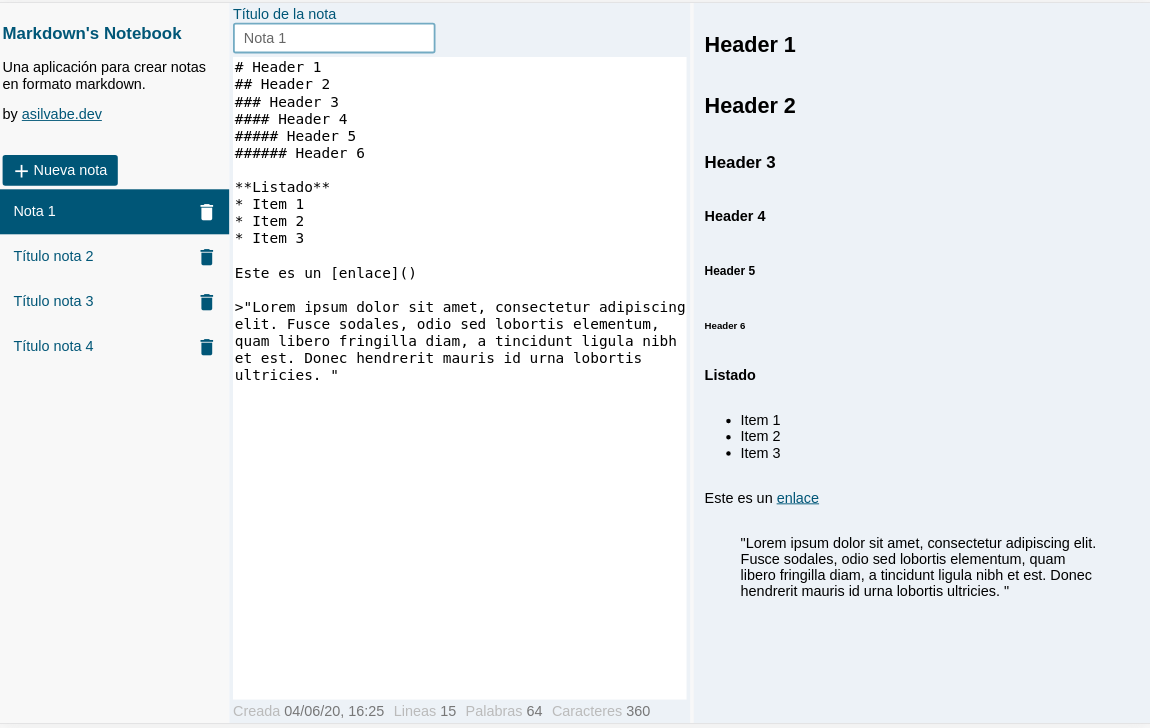 Markdown's Notebook
Una aplicación para crear notas
en formato markdown.
by asilvabe.dev
Nueva nota
Nota 1
Título nota 2
Título nota 3
Título nota 4
Título de la nota
Nota 1
# Header 1
## Header 2
### Header 3
#### Header 4
##### Header 5
###### Header 6
**Listado**
* Item 1
* Item 2
* Item 3
Este es un [enlace]()
>"Lorem ipsum dolor sit amet, consectetur adipiscing
elit. Fusce sodales, odio sed lobortis elementum,
quam libero fringilla diam, a tincidunt ligula nibh
et est. Donec hendrerit mauris id urna lobortis
ultricies. "
Creada 04/06/20, 16:25 Lineas 15 Palabras 64 Caracteres 360
Header 1
Header 2
Header 3
Header 4
Header 5
Header 6
Listado
• Item 1
• Item 2
• Item 3
Este es un enlace
"Lorem ipsum dolor sit amet, consectetur adipiscing elit.
Fusce sodales, odio sed lobortis elementum, quam
libero fringilla diam, a tincidunt ligula nibh et est. Donec
hendrerit mauris id urna lobortis ultricies. "